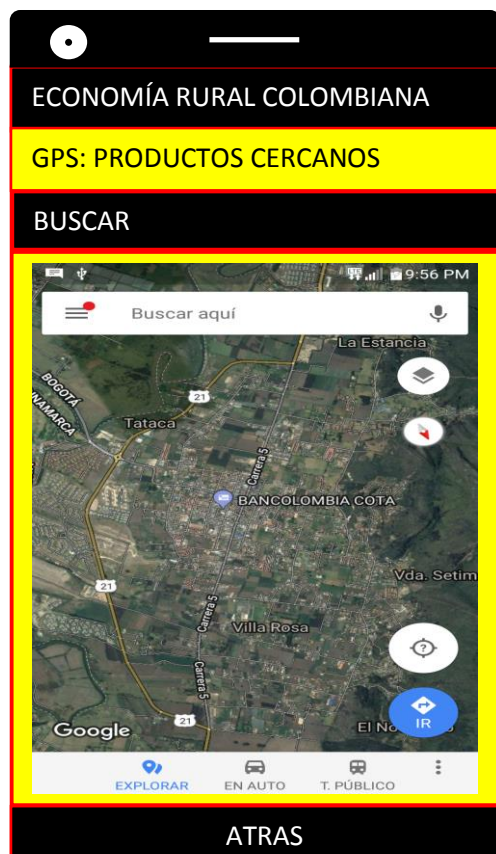 ECONOMÍA RURAL COLOMBIANA
GPS: PRODUCTOS CERCANOS
BUSCAR
LTE 9:56 PM
Buscar aquí
La Estancia
BOGOTÁ
21
Tataca
Carrera 5
BANCOLOMBIA COTA
Vda. Setim
21
Carrera 5
Villa Rosa
Carrera 5
Google
21
El No
IR
EXPLORAR EN AUTO T. PÚBLICO
ATRAS